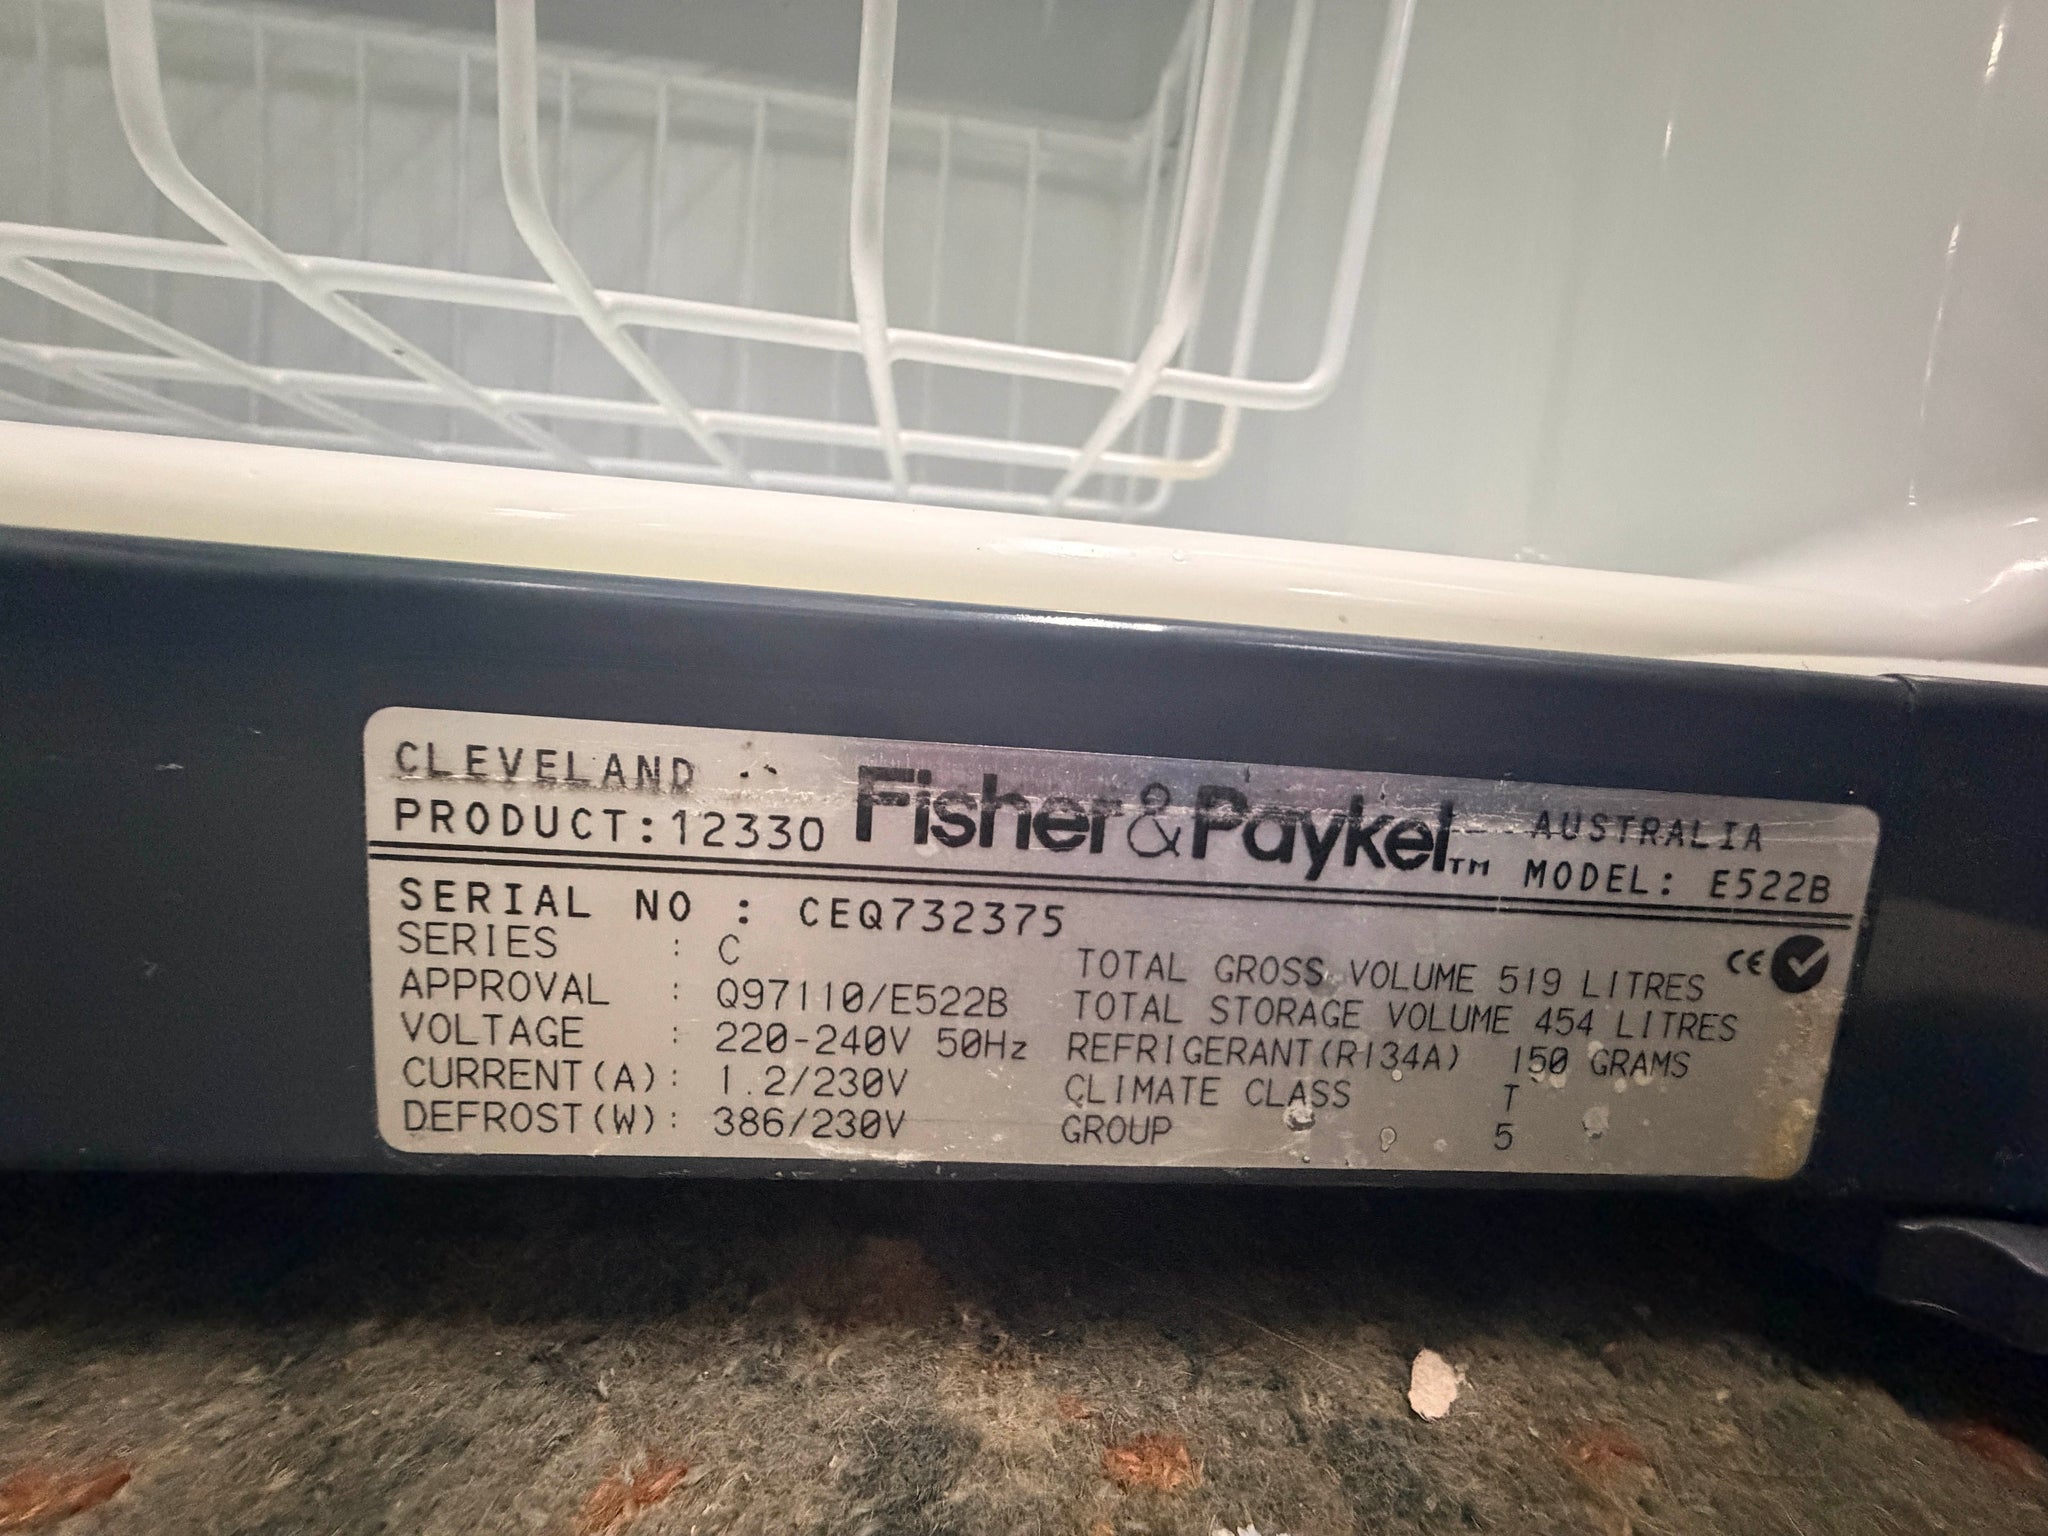 CLEVELAND
PRODUCT:12330
Fisher&Paykel™
AUSTRALIA
MODEL: E522B
SERIAL NO : CEQ732375
SERIES : C
APPROVAL : Q97110/E522B
VOLTAGE : 220-240V 50Hz
CURRENT(A): 1.2/230V
DEFROST(W): 386/230V
TOTAL GROSS VOLUME 519 LITRES
TOTAL STORAGE VOLUME 454 LITRES
REFRIGERANT(R134A) 150 GRAMS
CLIMATE CLASS T
GROUP 5
CE